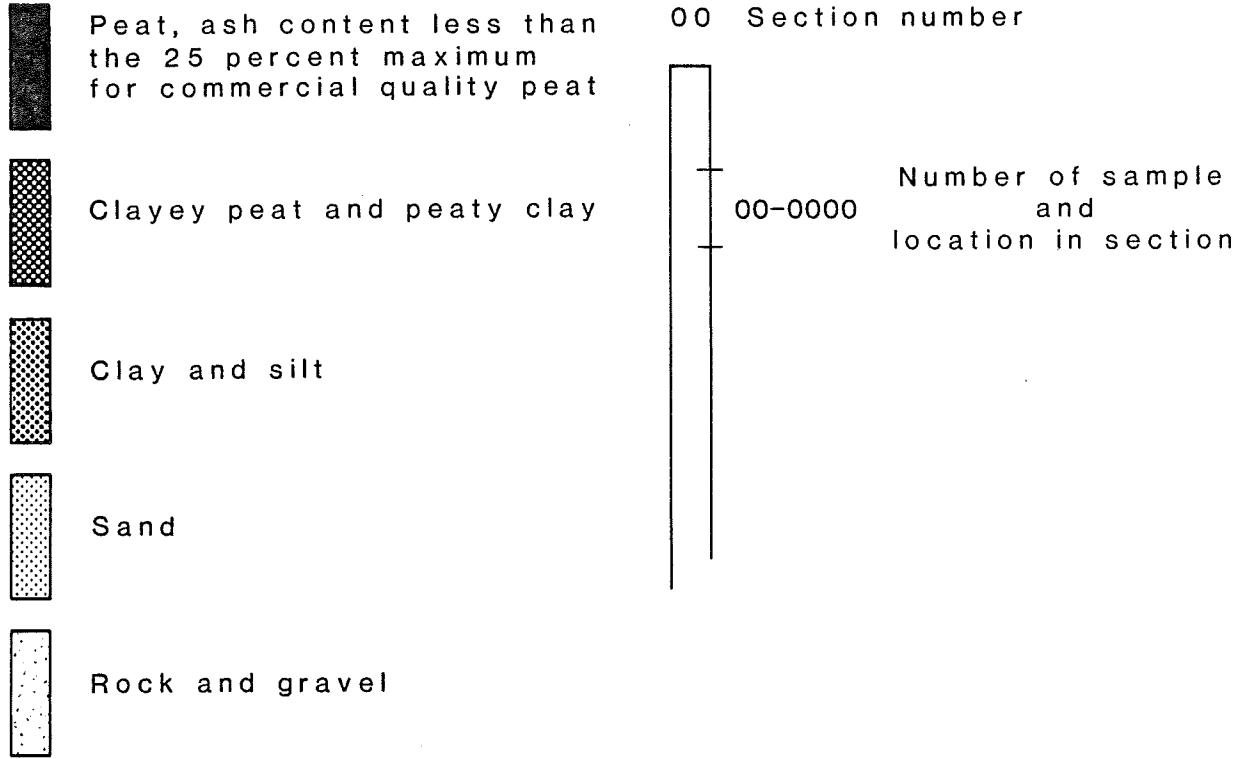 Peat, ash content less than
the 25 percent maximum
for commercial quality peat
Clayey peat and peaty clay
Clay and silt
Sand
Rock and gravel
00 Section number
Number of sample
00-0000 and
location in section